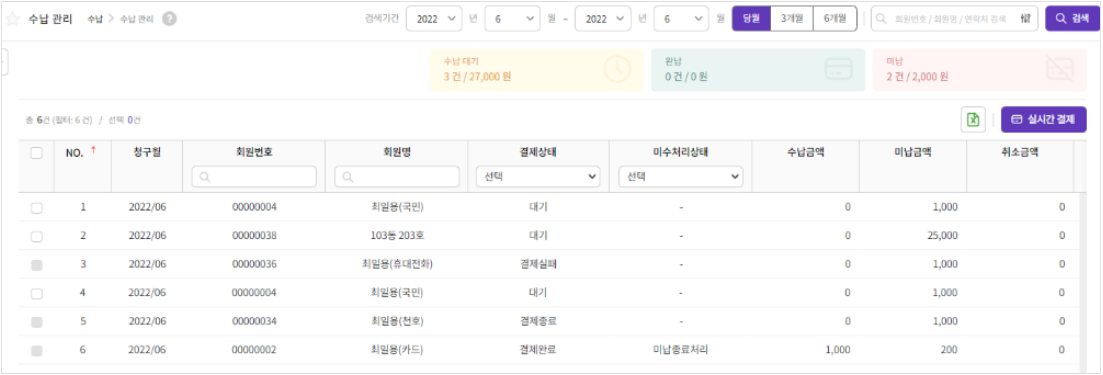 수납 관리 수납 > 수납 관리 ? 검색기간 2022 년 6 월 ~ 2022 년 6 월 당월 3개월 6개월 회원번호 / 회원명 / 연락처 검색 검색
수납 대기 완납 미납
3 건 / 27,000 원 0 건 / 0 원 2 건 / 2,000 원
총 6건 (필터: 6 건) / 선택 0건 실시간 결제
NO. ↑ 청구월 회원번호 회원명 결제상태 미수처리상태 수납금액 미납금액 취소금액
선택 선택
1 2022/06 00000004 최일용(국민) 대기 - 0 1,000 0
2 2022/06 00000038 103동 203호 대기 - 0 25,000 0
3 2022/06 00000036 최일용(휴대전화) 결제실패 - 0 1,000 0
4 2022/06 00000004 최일용(국민) 대기 - 0 1,000 0
5 2022/06 00000034 최일용(천호) 결제종료 - 0 1,000 0
6 2022/06 00000002 최일용(카드) 결제완료 미납종료처리 1,000 200 0